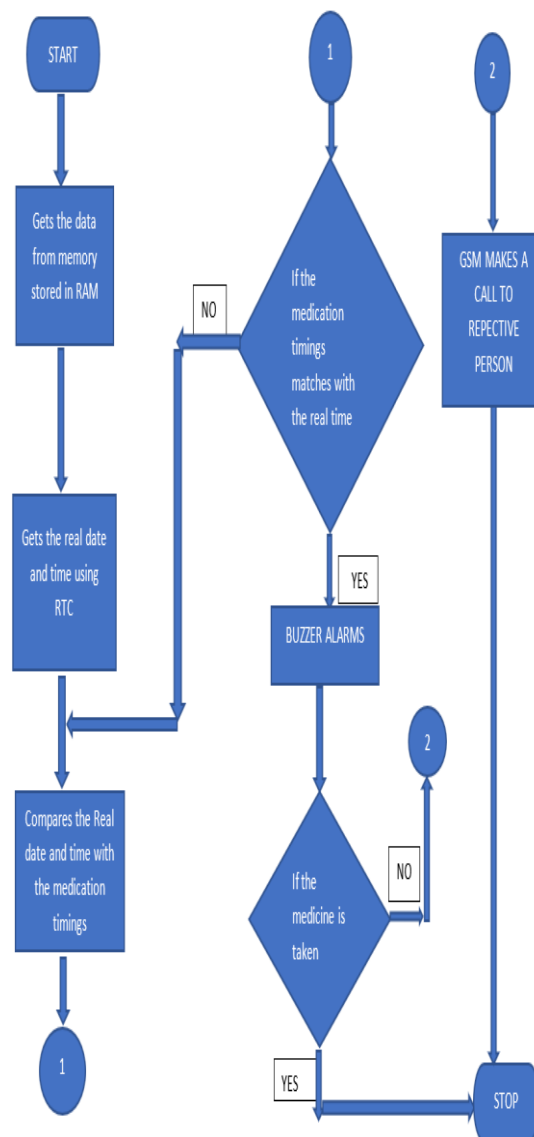 START
Gets the data
from memory
stored in RAM
Gets the real date
and time using
RTC
Compares the Real
date and time with
the medication
timings
1
1
If the
medication
timings
matches with
the real time
NO
YES
BUZZER ALARMS
If the
medicine is
taken
NO
2
YES
2
GSM MAKES A
CALL TO
REPECTIVE
PERSON
STOP